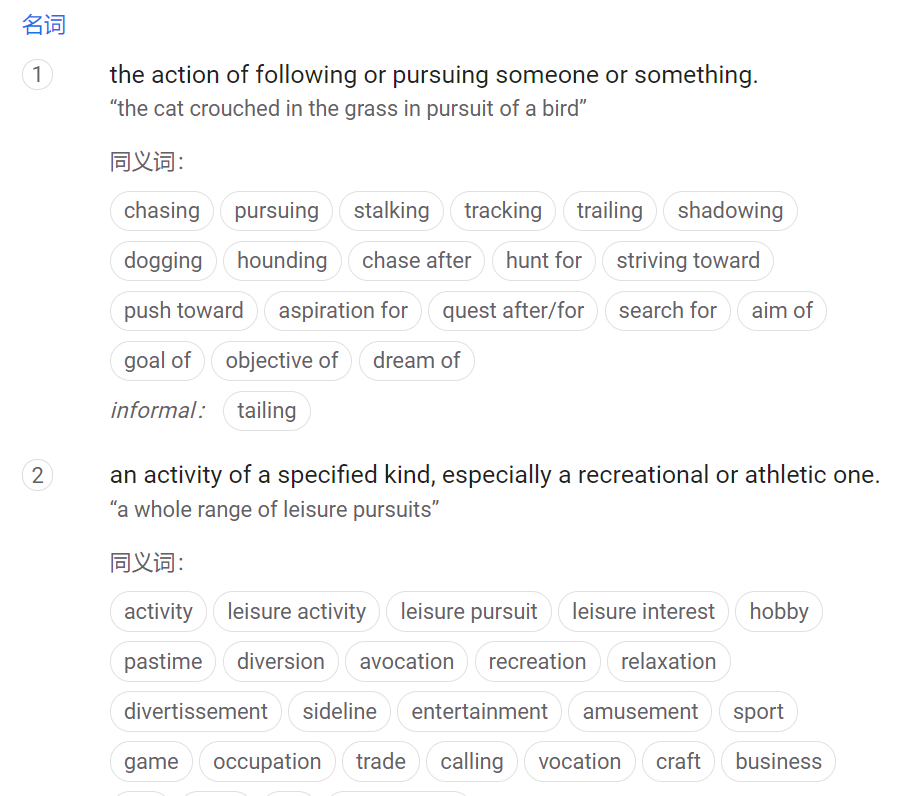 名词
1 the action of following or pursuing someone or something.
“the cat crouched in the grass in pursuit of a bird”
同义词：
chasing pursuing stalking tracking trailing shadowing
dogging hounding chase after hunt for striving toward
push toward aspiration for quest after/for search for aim of
goal of objective of dream of
informal： tailing
2 an activity of a specified kind, especially a recreational or athletic one.
“a whole range of leisure pursuits”
同义词：
activity leisure activity leisure pursuit leisure interest hobby
pastime diversion avocation recreation relaxation
divertissement sideline entertainment amusement sport
game occupation trade calling vocation craft business